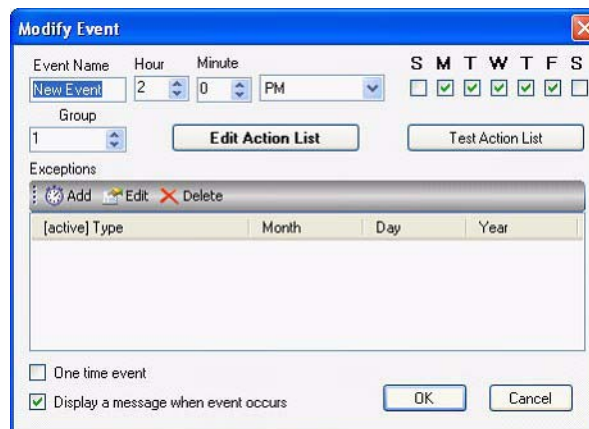 Modify Event
Event Name Hour Minute S M T W T F S
New Event 2 0 PM
Group
1 Edit Action List Test Action List
Exceptions
Add Edit Delete
[active] Type Month Day Year
One time event
Display a message when event occurs OK Cancel